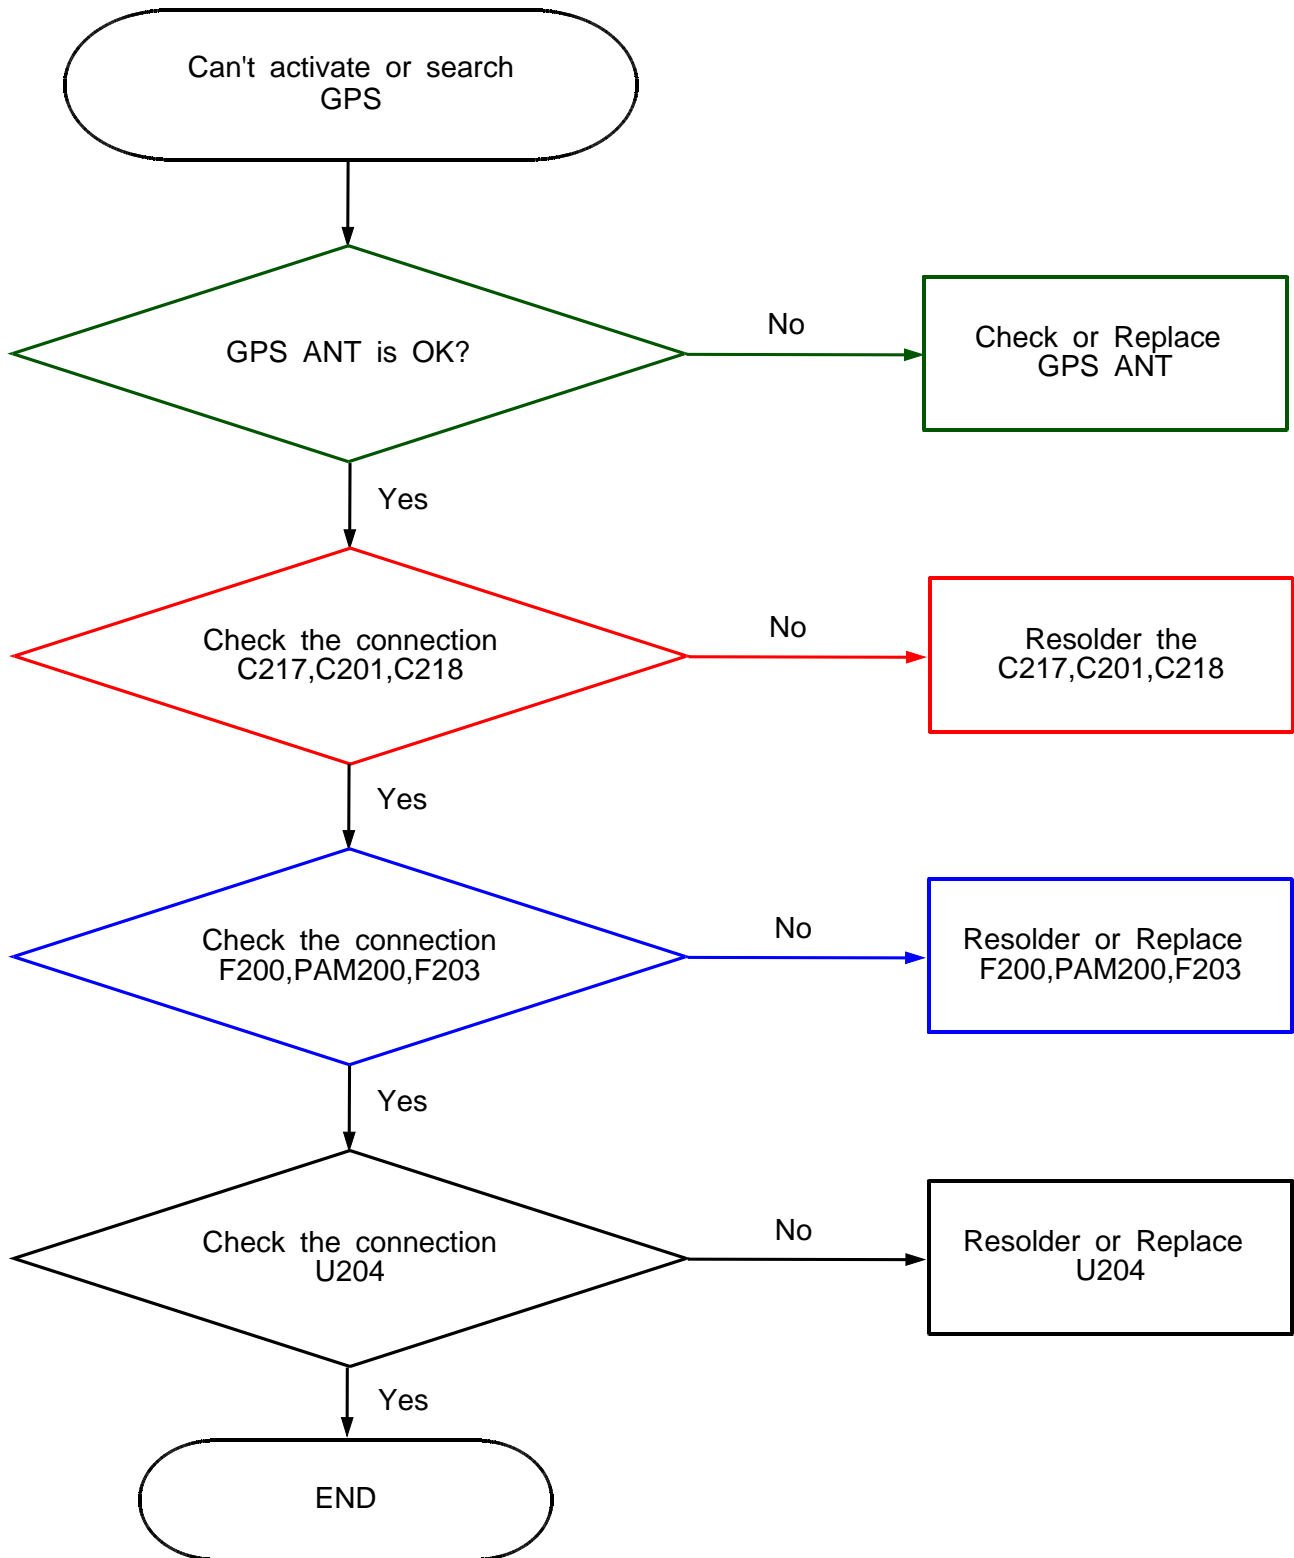 Can't activate or search
GPS
GPS ANT is OK?
No
Check or Replace
GPS ANT
Yes
Check the connection
C217,C201,C218
No
Resolder the
C217,C201,C218
Yes
Check the connection
F200,PAM200,F203
No
Resolder or Replace
F200,PAM200,F203
Yes
Check the connection
U204
No
Resolder or Replace
U204
Yes
END